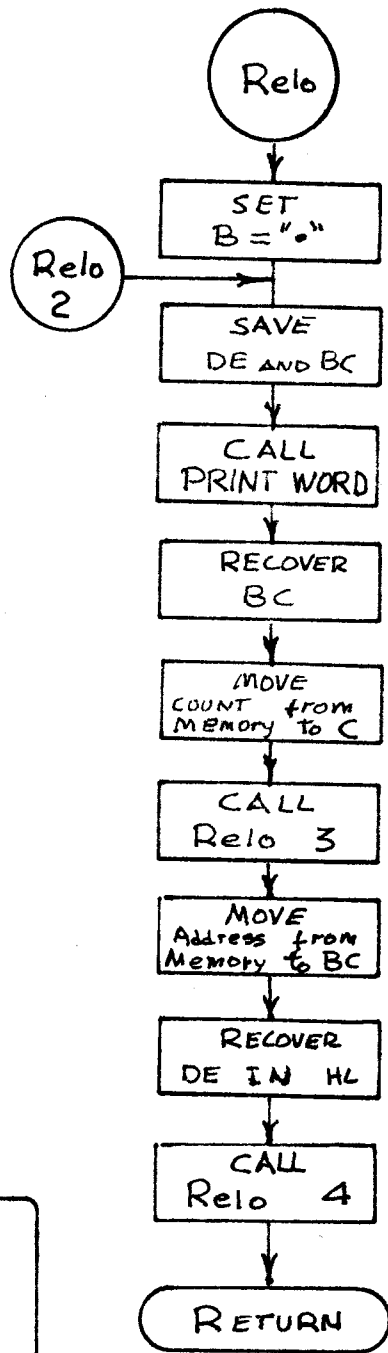 Relo
SET
B = "•"
Relo
2
SAVE
DE AND BC
CALL
PRINT WORD
RECOVER
BC
MOVE
COUNT from
Memory To C
CALL
Relo 3
MOVE
Address from
Memory to BC
RECOVER
DE IN HL
CALL
Relo 4
RETURN